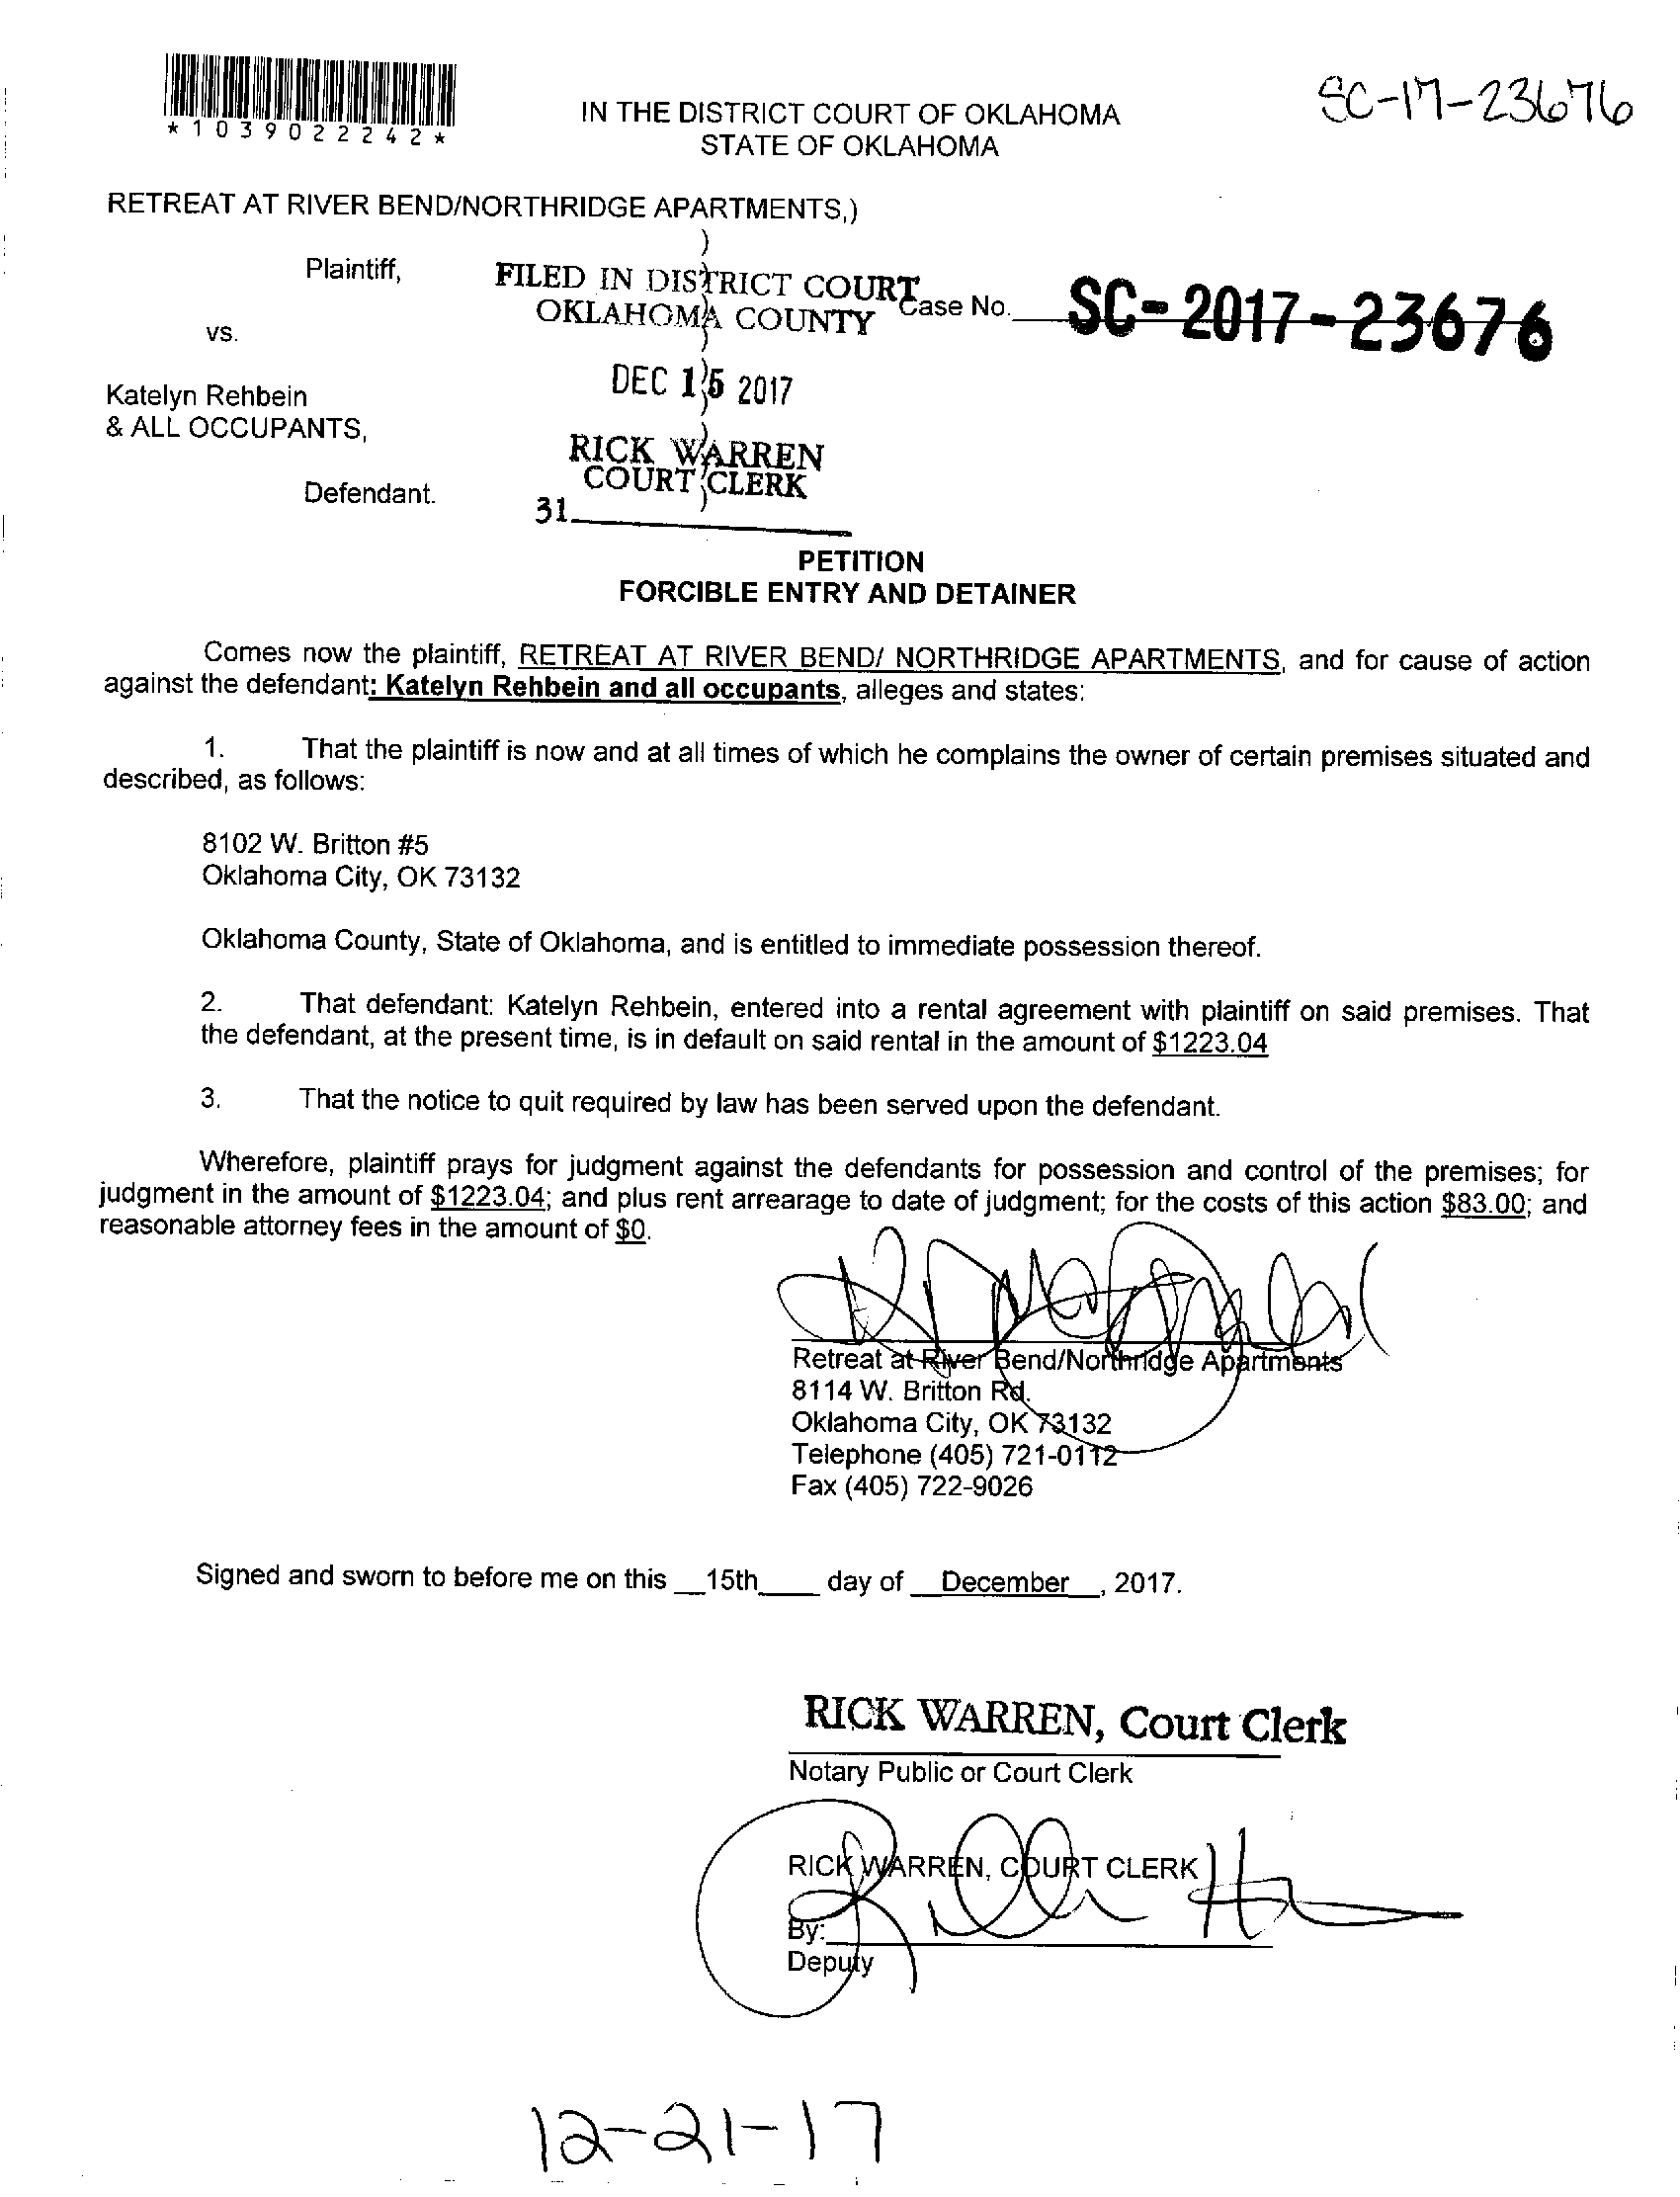 *1039022242*
SC-17-23676
IN THE DISTRICT COURT OF OKLAHOMA
STATE OF OKLAHOMA
RETREAT AT RIVER BEND/NORTHRIDGE APARTMENTS,)
)
Plaintiff,
FILED IN DISTRICT COURT
OKLAHOMA COUNTY
Case No. SC-2017-23676
vs.
DEC 15 2017
Katelyn Rehbein
& ALL OCCUPANTS,
RICK WARREN
COURT CLERK
Defendant.
31
PETITION
FORCIBLE ENTRY AND DETAINER
Comes now the plaintiff, RETREAT AT RIVER BEND/ NORTHRIDGE APARTMENTS, and for cause of action
against the defendant: Katelyn Rehbein and all occupants, alleges and states:
1. That the plaintiff is now and at all times of which he complains the owner of certain premises situated and
described, as follows:
8102 W. Britton #5
Oklahoma City, OK 73132
Oklahoma County, State of Oklahoma, and is entitled to immediate possession thereof.
2. That defendant: Katelyn Rehbein, entered into a rental agreement with plaintiff on said premises. That
the defendant, at the present time, is in default on said rental in the amount of $1223.04
3. That the notice to quit required by law has been served upon the defendant.
Wherefore, plaintiff prays for judgment against the defendants for possession and control of the premises; for
judgment in the amount of $1223.04; and plus rent arrearage to date of judgment; for the costs of this action $83.00; and
reasonable attorney fees in the amount of $0.
Retreat at River Bend/Northridge Apartments
8114 W. Britton Rd.
Oklahoma City, OK 73132
Telephone (405) 721-0112
Fax (405) 722-9026
Signed and sworn to before me on this __15th____ day of __December__, 2017.
RICK WARREN, Court Clerk
Notary Public or Court Clerk
RICK WARREN, COURT CLERK
By:
Deputy
12-21-17